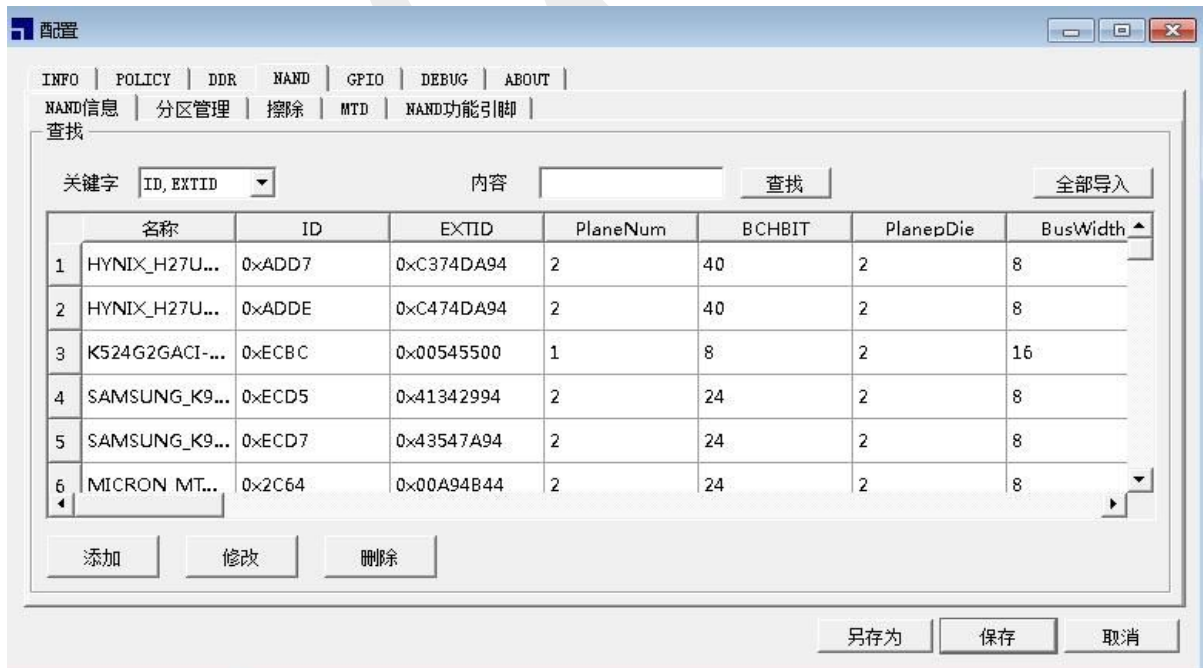 配置
INFO POLICY DDR NAND GPIO DEBUG ABOUT
NAND信息 分区管理 擦除 MTD NAND功能引脚
查找
关键字 ID, EXTID 内容 查找 全部导入
名称 ID EXTID PlaneNum BCHBIT PlanepDie BusWidth
1 HYNIX_H27U... 0xADD7 0xC374DA94 2 40 2 8
2 HYNIX_H27U... 0xADDE 0xC474DA94 2 40 2 8
3 K524G2GACI-... 0xECBC 0x00545500 1 8 2 16
4 SAMSUNG_K9... 0xECD5 0x41342994 2 24 2 8
5 SAMSUNG_K9... 0xECD7 0x43547A94 2 24 2 8
6 MICRON_MT... 0x2C64 0x00A94B44 2 24 2 8
添加 修改 删除
另存为 保存 取消